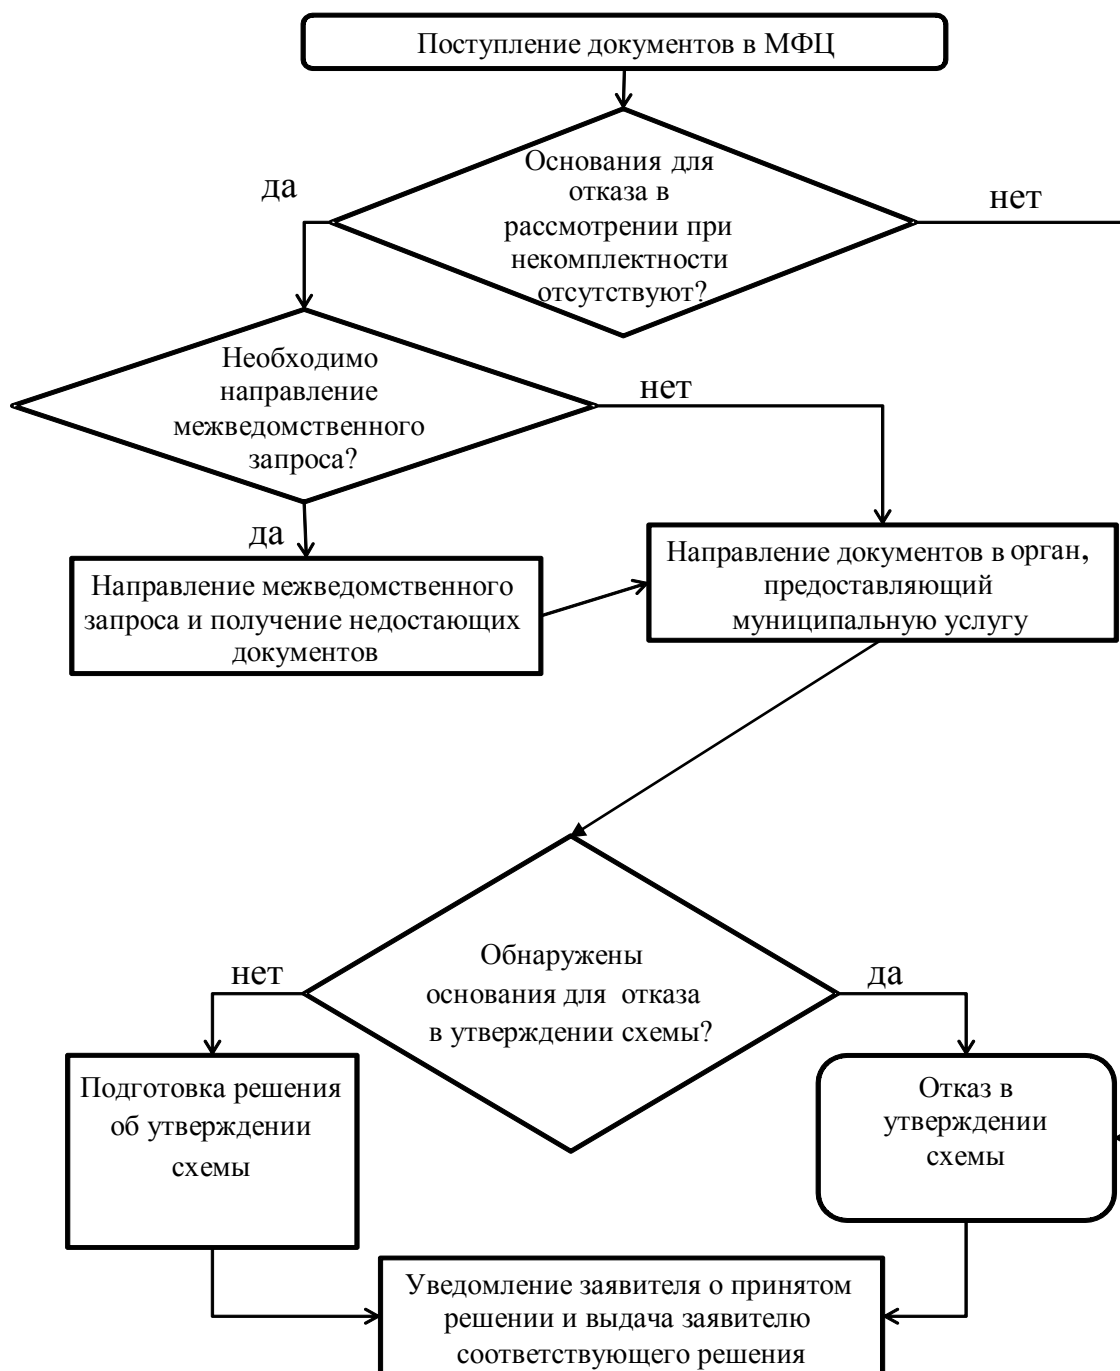 Поступление документов в МФЦ
Основания для
отказа в
рассмотрении при
некомплектности
отсутствуют?
да
нет
Необходимо
направление
межведомственного
запроса?
нет
да
Направление межведомственного
запроса и получение недостающих
документов
Направление документов в орган,
предоставляющий
муниципальную услугу
Обнаружены
основания для отказа
в утверждении схемы?
нет
да
Подготовка решения
об утверждении
схемы
Отказ в
утверждении
схемы
Уведомление заявителя о принятом
решении и выдача заявителю
соответствующего решения